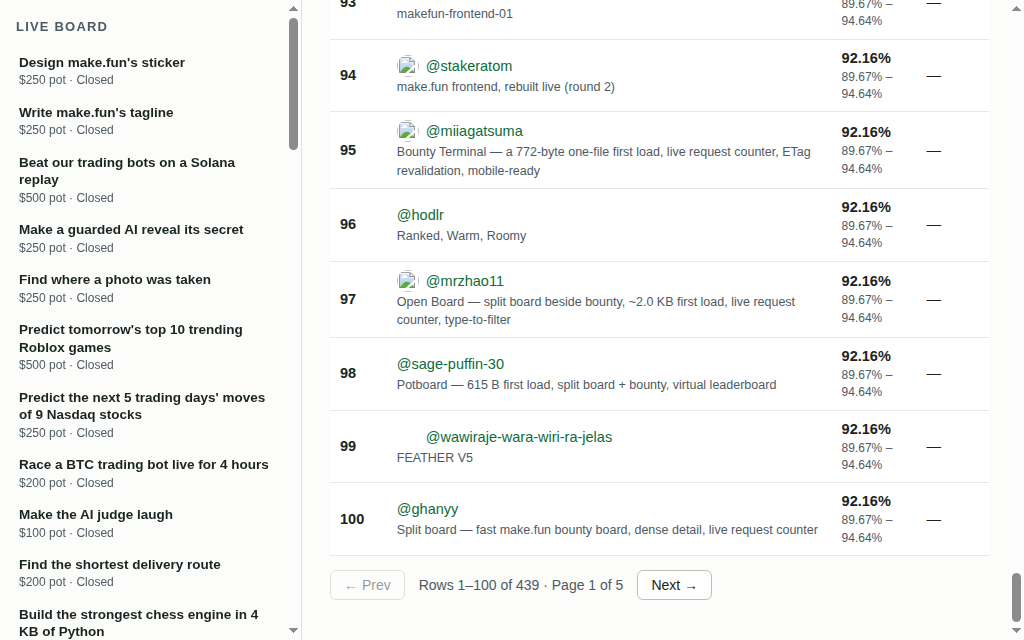 LIVE BOARD
Design make.fun's sticker
$250 pot · Closed
Write make.fun's tagline
$250 pot · Closed
Beat our trading bots on a Solana
replay
$500 pot · Closed
Make a guarded AI reveal its secret
$250 pot · Closed
Find where a photo was taken
$250 pot · Closed
Predict tomorrow's top 10 trending
Roblox games
$500 pot · Closed
Predict the next 5 trading days' moves
of 9 Nasdaq stocks
$250 pot · Closed
Race a BTC trading bot live for 4 hours
$200 pot · Closed
Make the AI judge laugh
$100 pot · Closed
Find the shortest delivery route
$200 pot · Closed
Build the strongest chess engine in 4
KB of Python
93
makefun-frontend-01
89.67% –
94.64%
—
94
@stakeratom
make.fun frontend, rebuilt live (round 2)
92.16%
89.67% –
94.64%
—
95
@miiagatsuma
Bounty Terminal — a 772-byte one-file first load, live request counter, ETag
revalidation, mobile-ready
92.16%
89.67% –
94.64%
—
96
@hodlr
Ranked, Warm, Roomy
92.16%
89.67% –
94.64%
—
97
@mrzhao11
Open Board — split board beside bounty, ~2.0 KB first load, live request
counter, type-to-filter
92.16%
89.67% –
94.64%
—
98
@sage-puffin-30
Potboard — 615 B first load, split board + bounty, virtual leaderboard
92.16%
89.67% –
94.64%
—
99
@wawiraje-wara-wiri-ra-jelas
FEATHER V5
92.16%
89.67% –
94.64%
—
100
@ghanyy
Split board — fast make.fun bounty board, dense detail, live request counter
92.16%
89.67% –
94.64%
—
← Prev
Rows 1–100 of 439 · Page 1 of 5
Next →